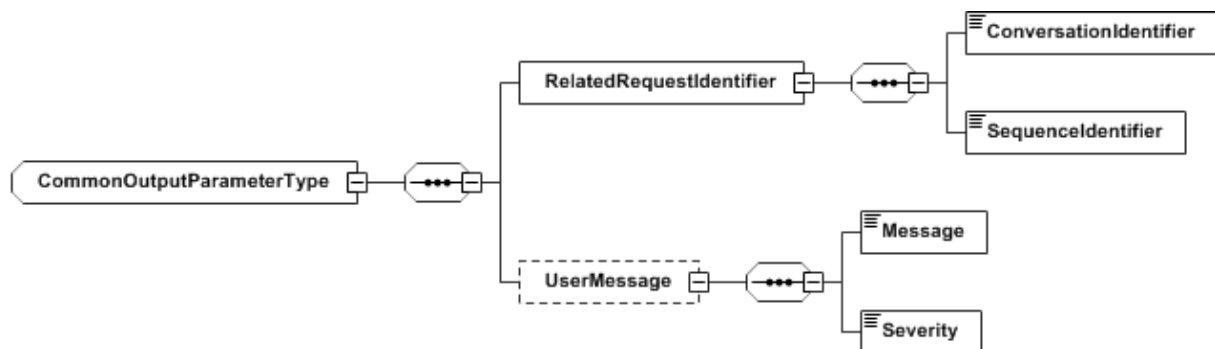 ConversationIdentifier
RelatedRequestIdentifier
SequenceIdentifier
CommonOutputParameterType
Message
UserMessage
Severity